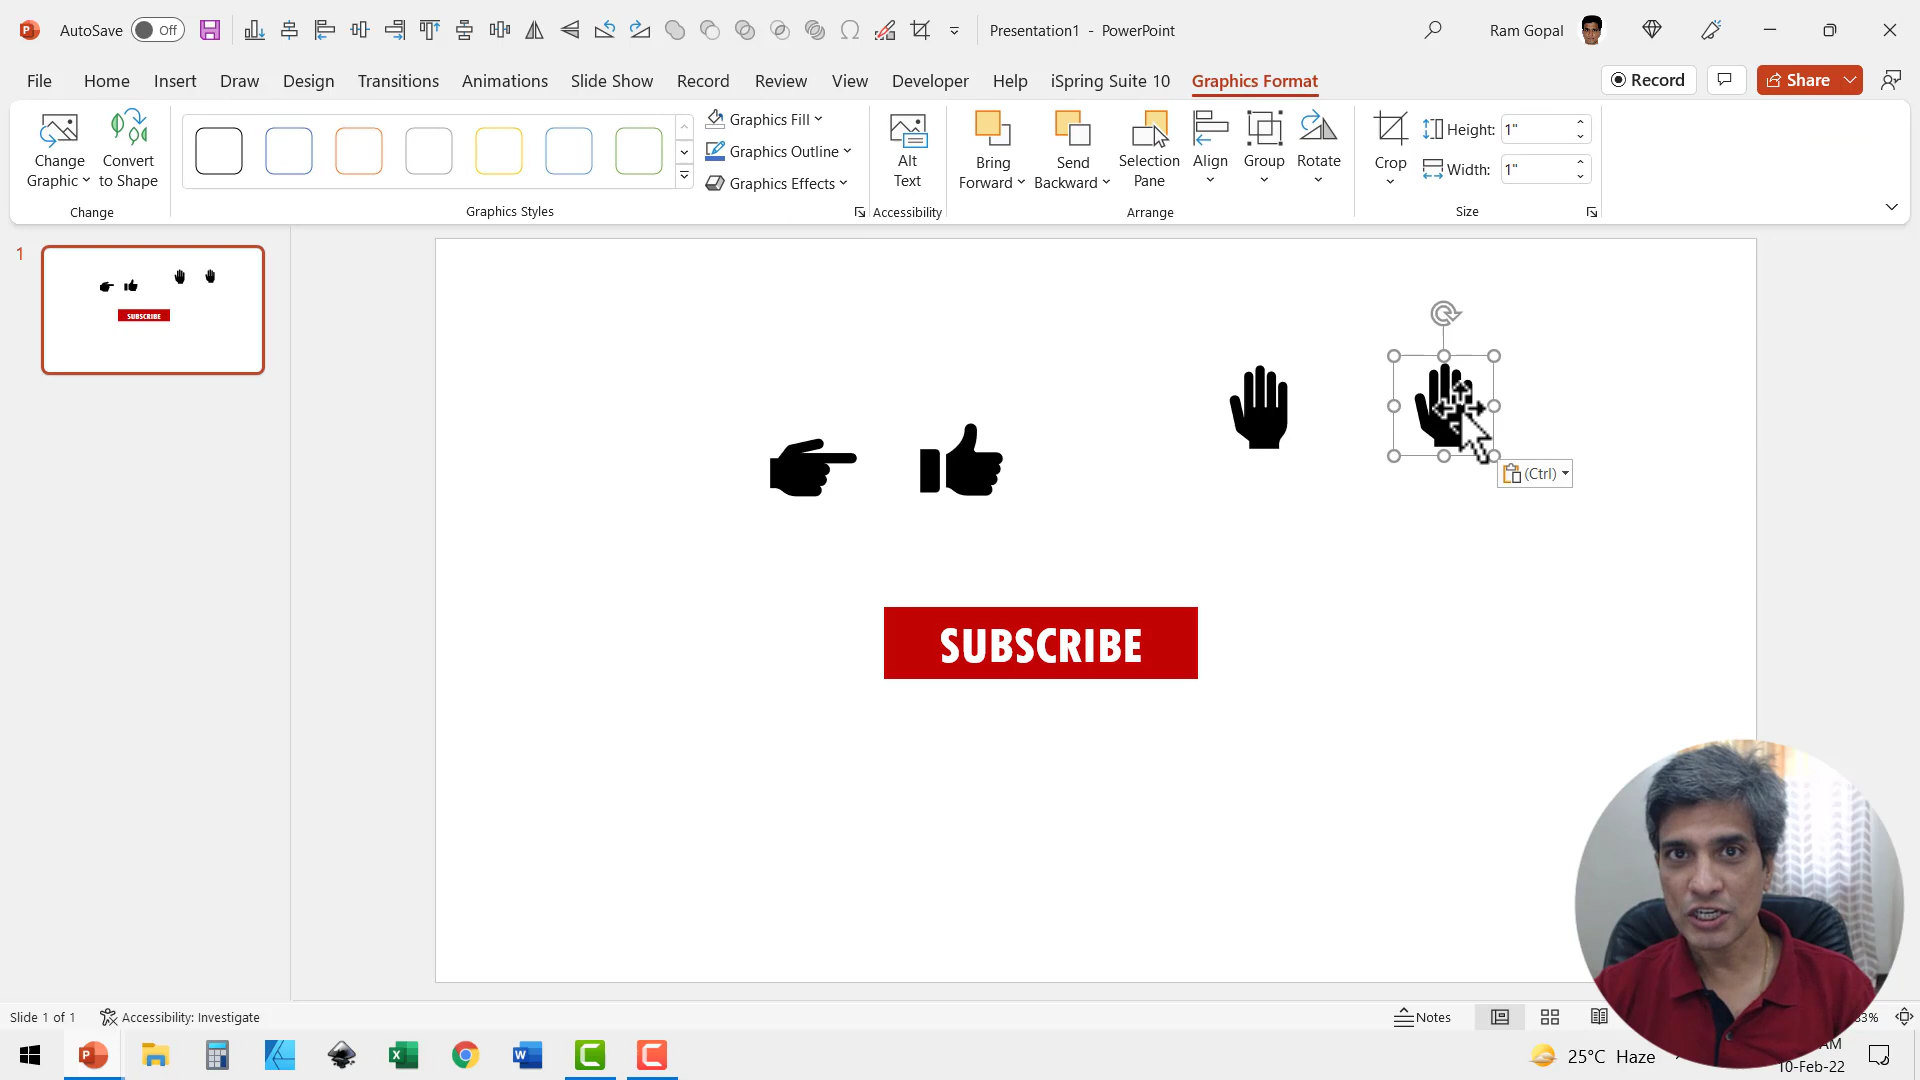 AutoSave Off Presentation1 - PowerPoint Ram Gopal
File Home Insert Draw Design Transitions Animations Slide Show Record Review View Developer Help iSpring Suite 10 Graphics Format Record Share
Change Graphic
Convert to Shape
Change
Graphics Fill
Graphics Outline
Graphics Effects
Graphics Styles
Alt Text
Accessibility
Bring Forward
Send Backward
Selection Pane
Align
Group
Rotate
Arrange
Crop
Height: 1"
Width: 1"
Size
1
SUBSCRIBE
(Ctrl)
SUBSCRIBE
Slide 1 of 1 Accessibility: Investigate Notes
25°C Haze
10-Feb-22